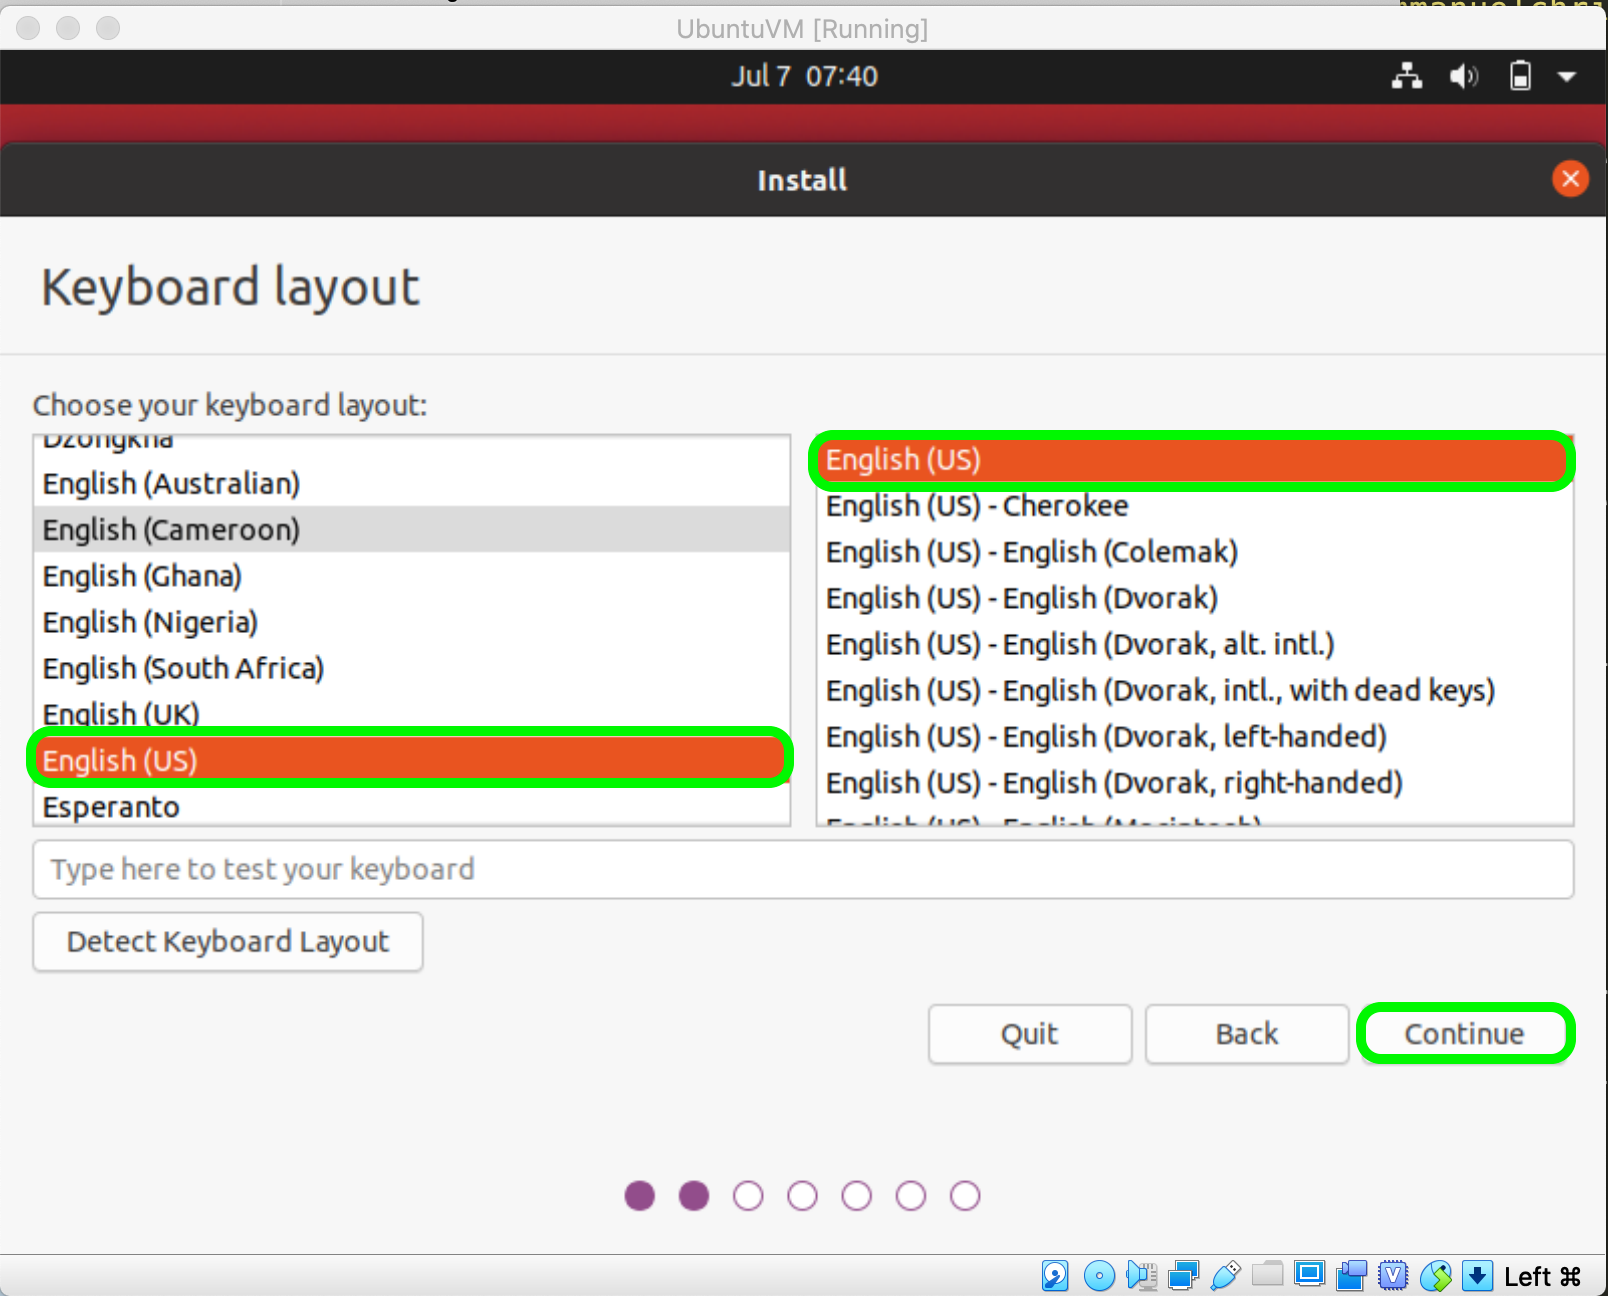 UbuntuVM [Running]
Jul 7 07:40
Install
Keyboard layout
Choose your keyboard layout:
Dzongkha
English (Australian)
English (Cameroon)
English (Ghana)
English (Nigeria)
English (South Africa)
English (UK)
English (US)
Esperanto
English (US)
English (US) - Cherokee
English (US) - English (Colemak)
English (US) - English (Dvorak)
English (US) - English (Dvorak, alt. intl.)
English (US) - English (Dvorak, intl., with dead keys)
English (US) - English (Dvorak, left-handed)
English (US) - English (Dvorak, right-handed)
English (US) - English (Macintosh)
Type here to test your keyboard
Detect Keyboard Layout
Quit
Back
Continue
Left ⌘